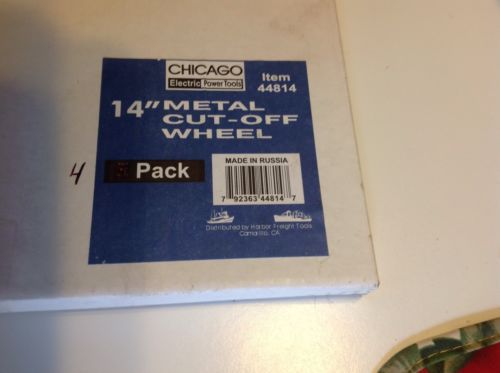 CHICAGO
Electric Power Tools
Item
44814
14" METAL
CUT-OFF
WHEEL
4
Pack
MADE IN RUSSIA
7 92363 44814 7
Distributed by Harbor Freight Tools
Camarillo, CA